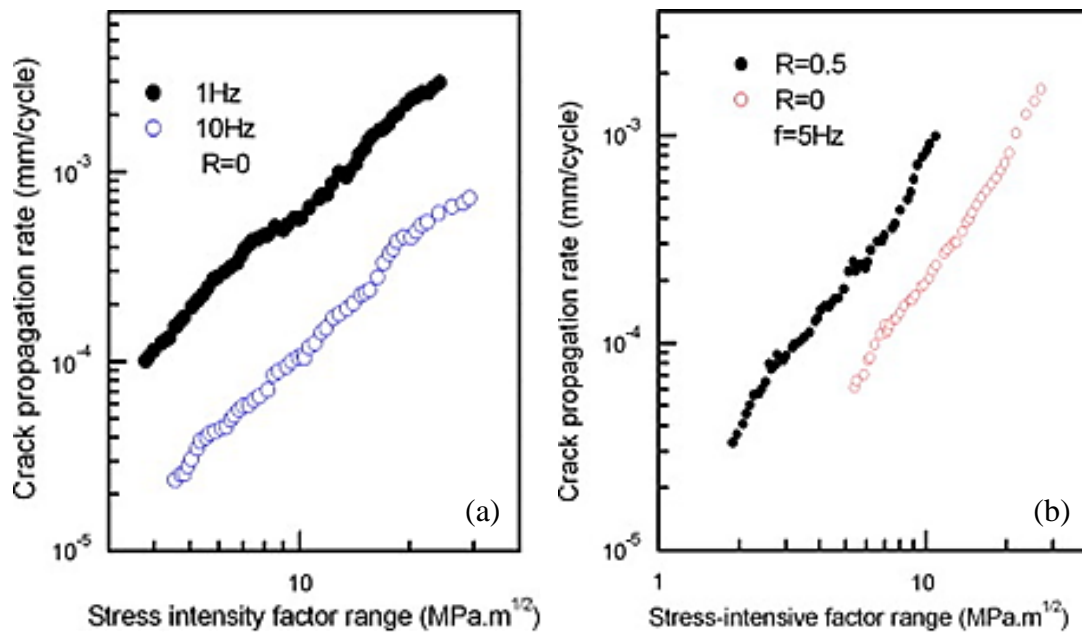 Crack propagation rate (mm/cycle)
10⁻³
10⁻⁴
10⁻⁵
1Hz
10Hz
R=0
(a)
10
Stress intensity factor range (MPa.m^1/2)
Crack propagation rate (mm/cycle)
10⁻³
10⁻⁴
10⁻⁵
R=0.5
R=0
f=5Hz
(b)
1
10
Stress-intensive factor range (MPa.m^1/2)